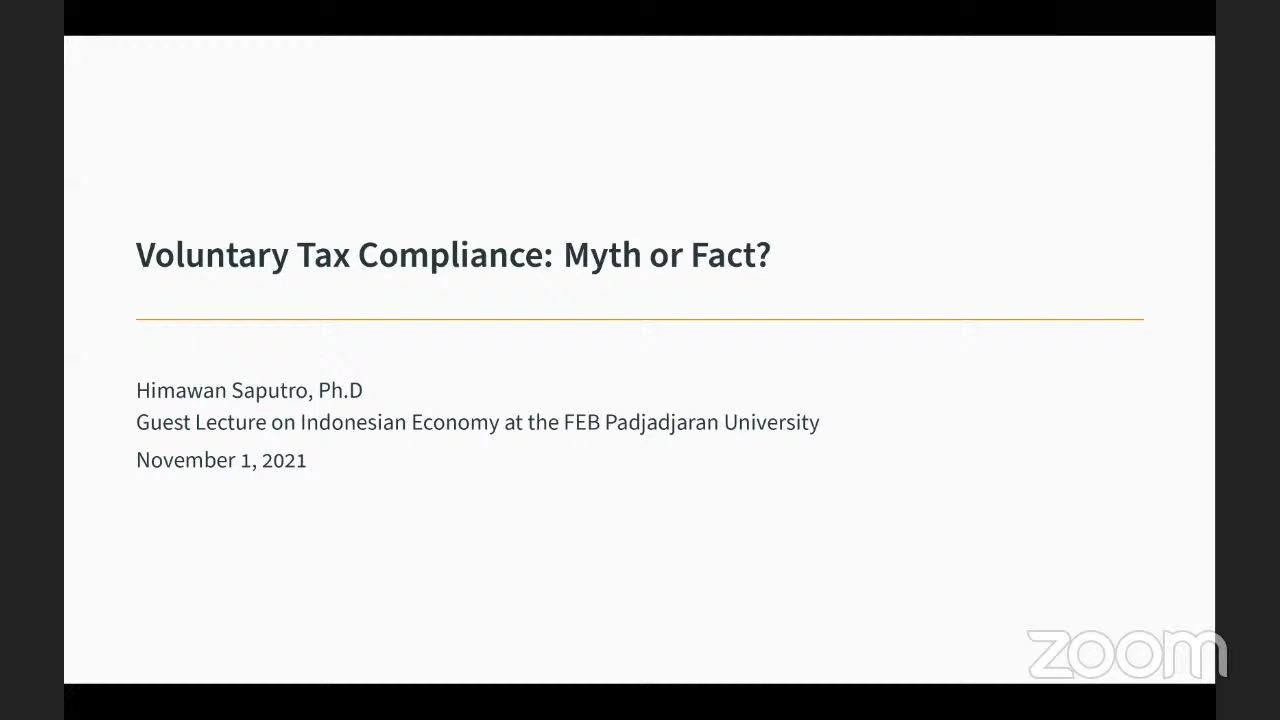 Voluntary Tax Compliance: Myth or Fact?
Himawan Saputro, Ph.D
Guest Lecture on Indonesian Economy at the FEB Padjadjaran University
November 1, 2021
zoom